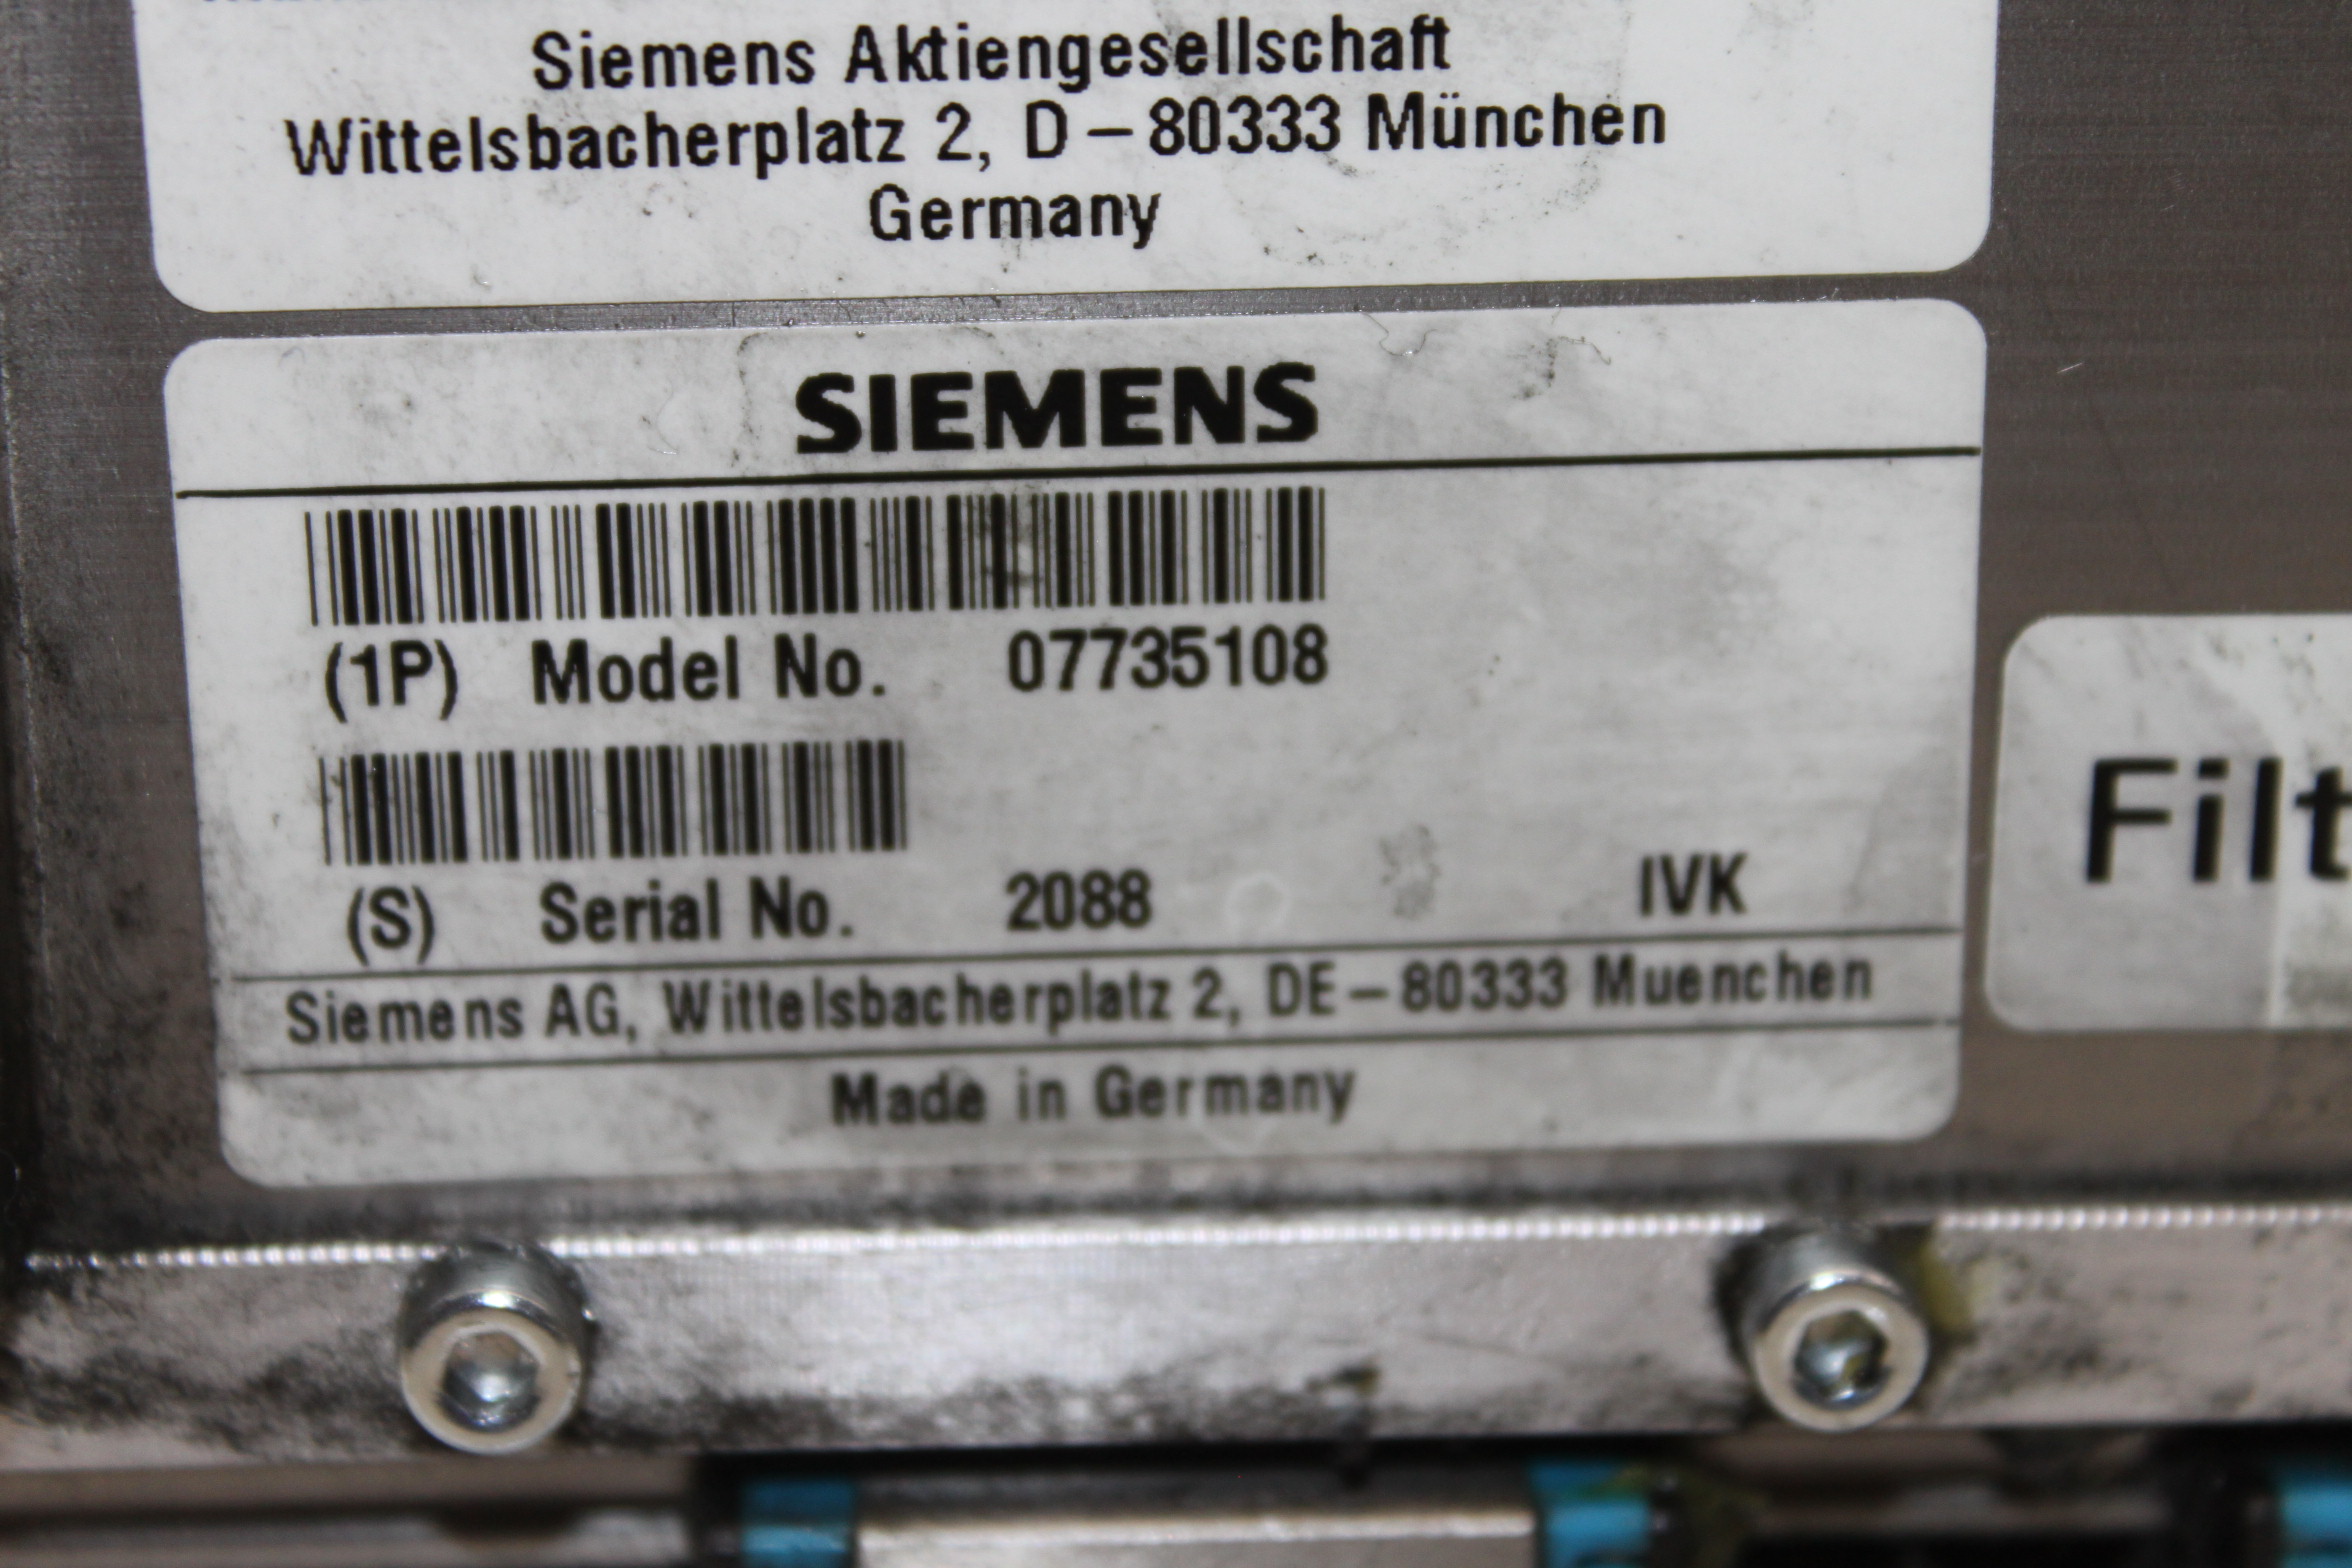 Siemens Aktiengesellschaft
Wittelsbacherplatz 2, D – 80333 München
Germany
SIEMENS
(1P) Model No. 07735108
(S) Serial No. 2088 IVK
Siemens AG, Wittelsbacherplatz 2, DE – 80333 Muenchen
Made in Germany
Filt